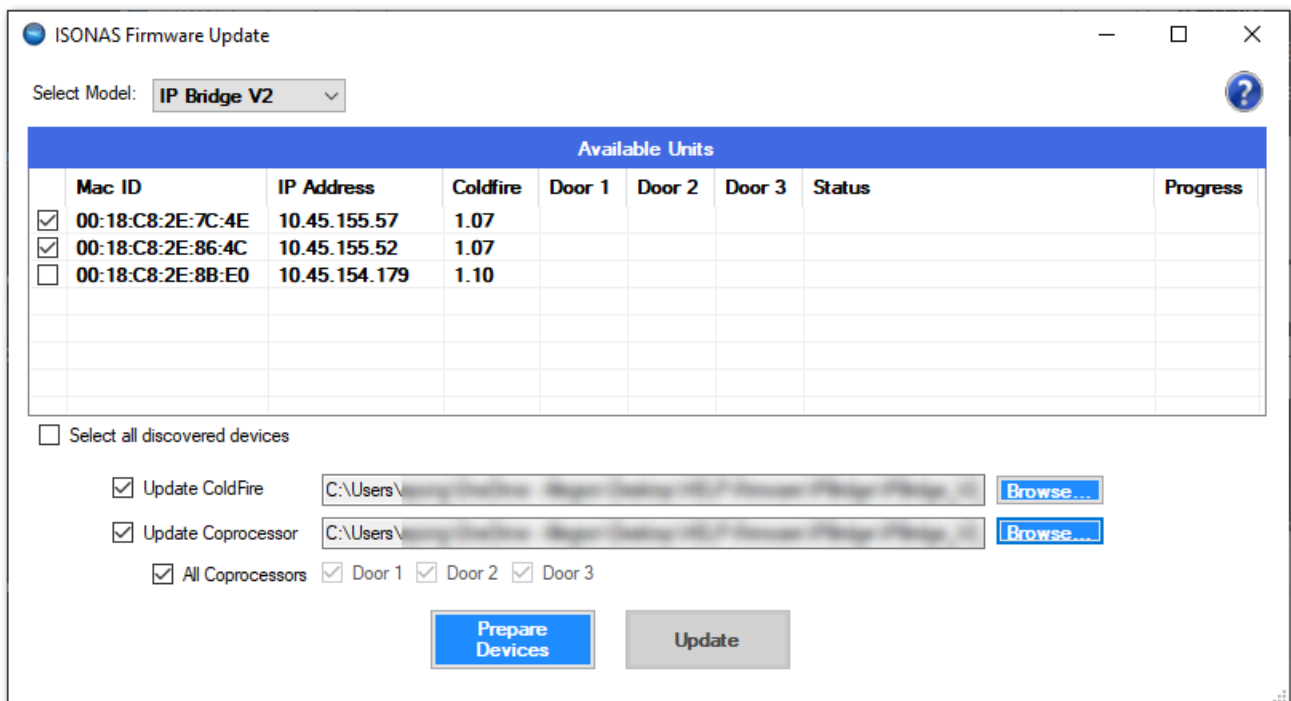 ISONAS Firmware Update
Select Model: IP Bridge V2
Available Units
Mac ID IP Address Coldfire Door 1 Door 2 Door 3 Status Progress
00:18:C8:2E:7C:4E 10.45.155.57 1.07
00:18:C8:2E:86:4C 10.45.155.52 1.07
00:18:C8:2E:8B:E0 10.45.154.179 1.10
Select all discovered devices
Update ColdFire C:\Users\ Browse...
Update Coprocessor C:\Users\ Browse...
All Coprocessors Door 1 Door 2 Door 3
Prepare
Devices
Update